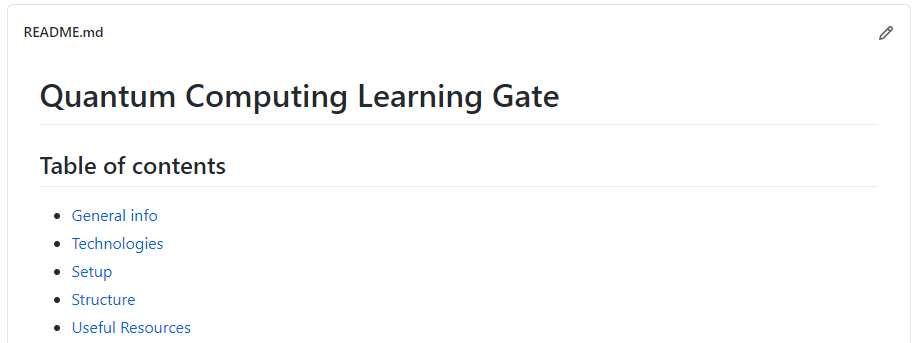 README.md
Quantum Computing Learning Gate
Table of contents
General info
Technologies
Setup
Structure
Useful Resources